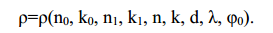 ρ=ρ(n₀, k₀, n₁, k₁, n, k, d, λ, φ₀).